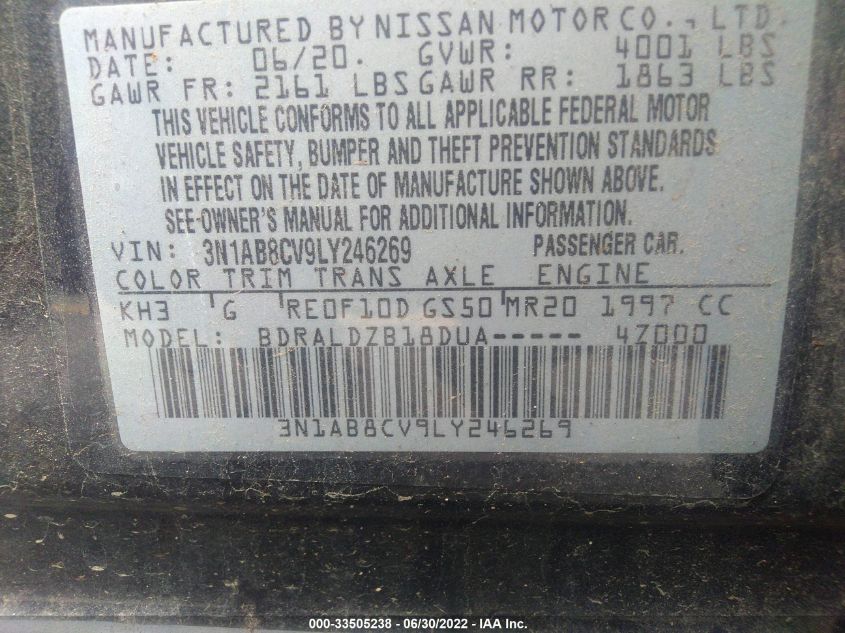 MANUFACTURED BY NISSAN MOTOR CO., LTD.
DATE: 06/20. GVWR: 4001 LBS
GAWR FR: 2161 LBS GAWR RR: 1863 LBS
THIS VEHICLE CONFORMS TO ALL APPLICABLE FEDERAL MOTOR
VEHICLE SAFETY, BUMPER AND THEFT PREVENTION STANDARDS
IN EFFECT ON THE DATE OF MANUFACTURE SHOWN ABOVE.
SEE-OWNER'S MANUAL FOR ADDITIONAL INFORMATION.
VIN: 3N1AB8CV9LY246269 PASSENGER CAR.
COLOR TRIM TRANS AXLE ENGINE
KH3 'G 'RE0F10D GS50'MR20 1997 CC
MODEL: BDRALDZB18DUA----- 4Z000
3N1AB8CV9LY246269
000-33505238 - 06/30/2022 - IAA Inc.